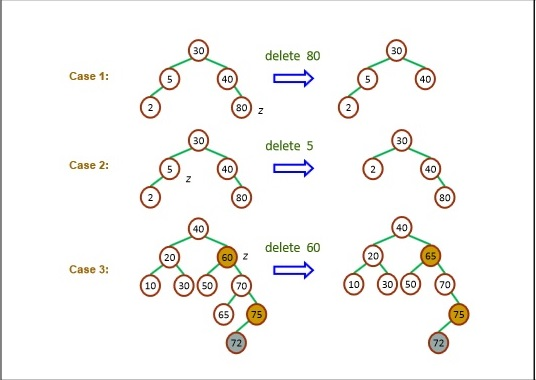 30 delete 80 30
Case 1: 5 40 5 40
2 80 z 2
30 delete 5 30
Case 2: 5 z 40 2 40
2 80 80
40 40
20 60 z delete 60 20 65
Case 3: 10 30 50 70 10 30 50 70
65 75 75
72 72